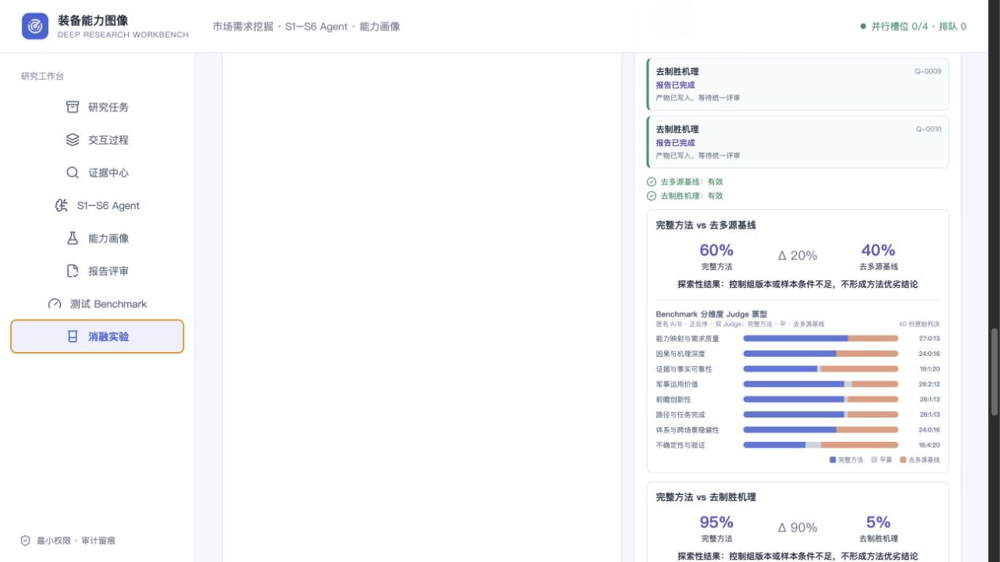 装备能力图像
DEEP RESEARCH WORKBENCH
市场需求挖掘 · S1—S6 Agent · 能力画像
并行槽位 0/4 · 排队 0
研究工作台
研究任务
交互过程
证据中心
S1—S6 Agent
能力画像
报告评审
测试 Benchmark
消融实验
最小权限 · 审计留痕
去制胜机理
Q-0009
报告已完成
产物已写入，等待统一评审
去制胜机理
Q-0010
报告已完成
产物已写入，等待统一评审
去多源基线：有效
去制胜机理：有效
完整方法 vs 去多源基线
60%
Δ 20%
40%
完整方法
去多源基线
探索性结果：控制组版本或样本条件不足，不形成方法优劣结论
Benchmark 分维度 Judge 票型
匿名 A/B · 正反序 · 双 Judge；完整方法 · 平 · 去多源基线
40 份原始判决
能力映射与需求质量 27:0:13
因果与机理深度 24:0:16
证据与事实可靠性 19:1:20
军事运用价值 26:2:12
前瞻创新性 26:1:13
路径与任务完成 26:1:13
体系与跨场景稳健性 24:0:16
不确定性与验证 16:4:20
完整方法 平票 去多源基线
完整方法 vs 去制胜机理
95%
Δ 90%
5%
完整方法
去制胜机理
探索性结果：控制组版本或样本条件不足，不形成方法优劣结论